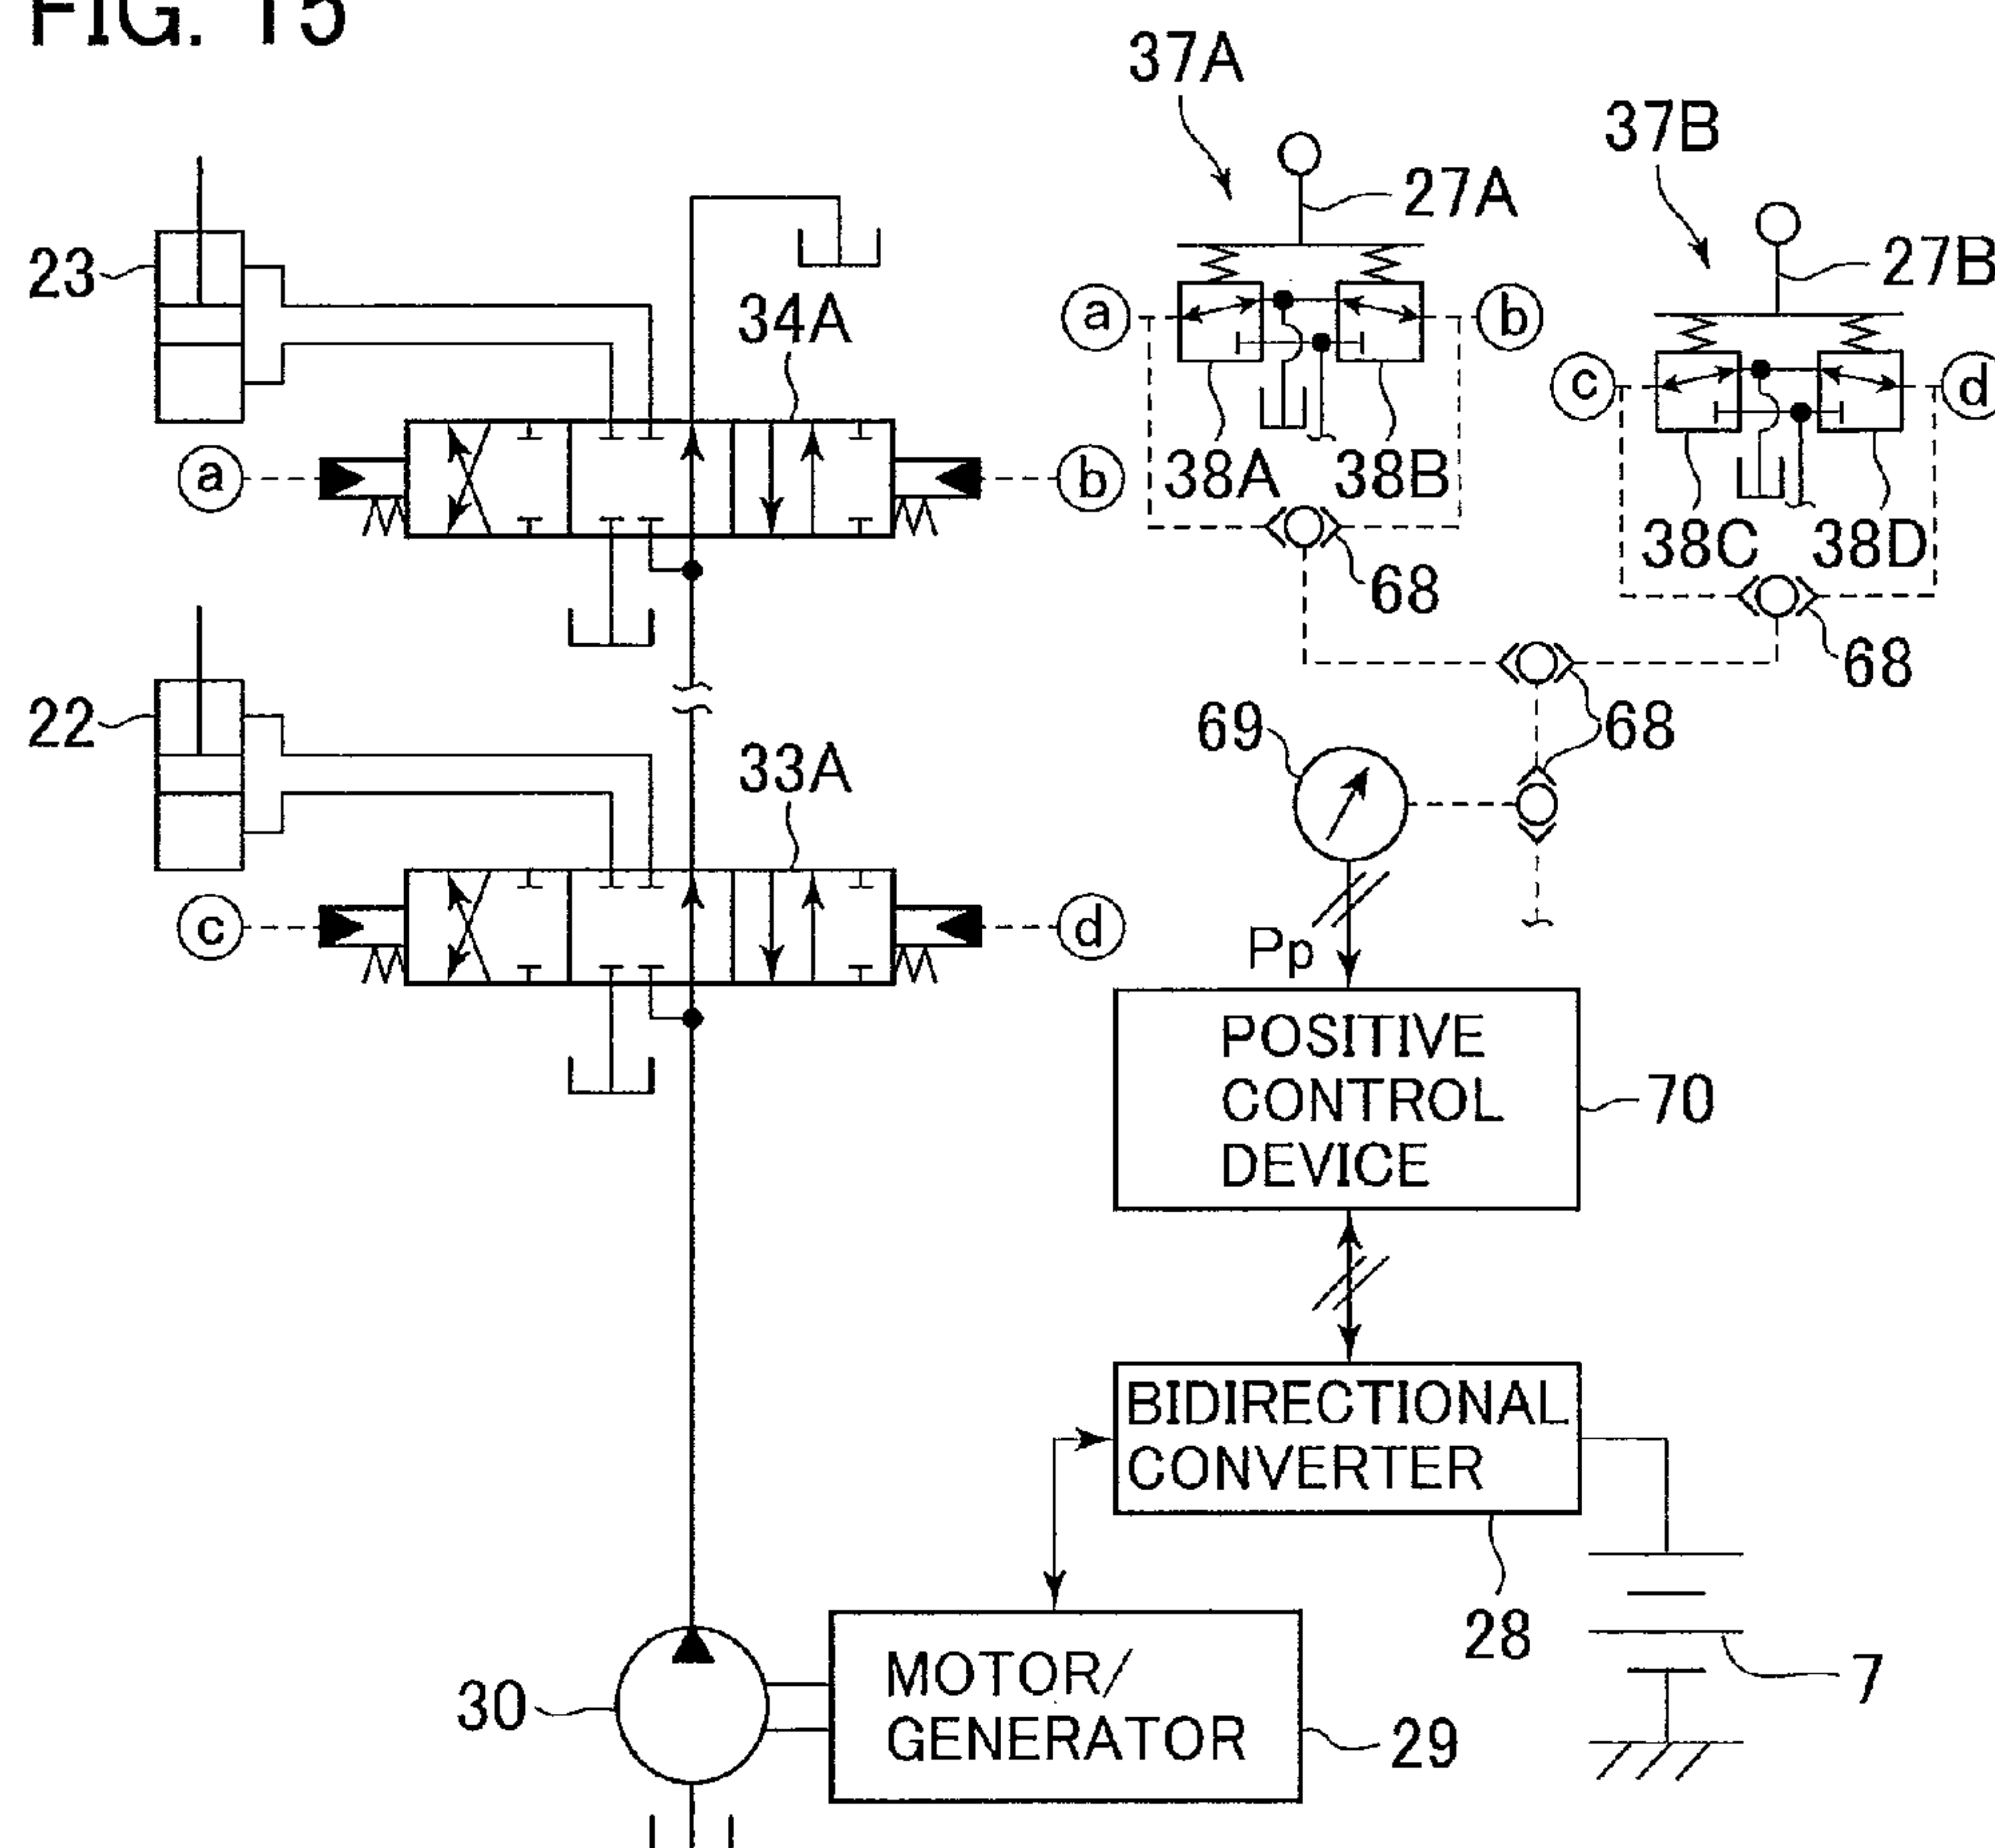 FIG. 15
37A
37B
27A
27B
23
34A
a
b
c
d
38A
38B
a
b
38C
38D
68
68
22
69
68
33A
c
d
Pp
POSITIVE
CONTROL
DEVICE
70
BIDIRECTIONAL
CONVERTER
28
7
MOTOR/
GENERATOR
30
29